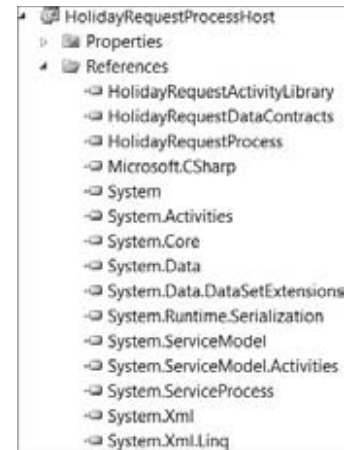 HolidayRequestProcessHost
Properties
References
HolidayRequestActivityLibrary
HolidayRequestDataContracts
HolidayRequestProcess
Microsoft.CSharp
System
System.Activities
System.Core
System.Data
System.Data.DataSetExtensions
System.Runtime.Serialization
System.ServiceModel
System.ServiceModel.Activities
System.ServiceProcess
System.Xml
System.Xml.Linq